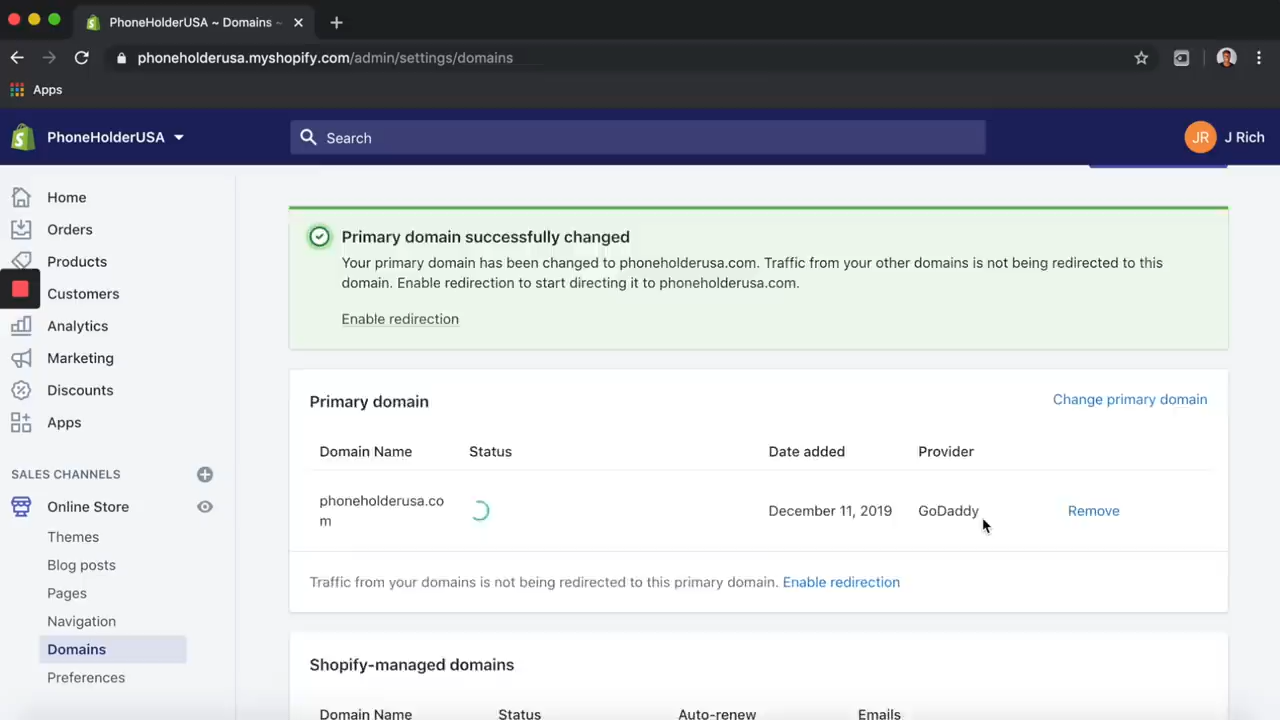 PhoneHolderUSA ~ Domains ~
phoneholderusa.myshopify.com/admin/settings/domains
Apps
PhoneHolderUSA
Search
JR J Rich
Home
Orders
Products
Customers
Analytics
Marketing
Discounts
Apps
SALES CHANNELS
Online Store
Themes
Blog posts
Pages
Navigation
Domains
Preferences
Primary domain successfully changed
Your primary domain has been changed to phoneholderusa.com. Traffic from your other domains is not being redirected to this
domain. Enable redirection to start directing it to phoneholderusa.com.
Enable redirection
Primary domain Change primary domain
Domain Name Status Date added Provider
phoneholderusa.co
m
December 11, 2019 GoDaddy Remove
Traffic from your domains is not being redirected to this primary domain. Enable redirection
Shopify-managed domains
Domain Name Status Auto-renew Emails